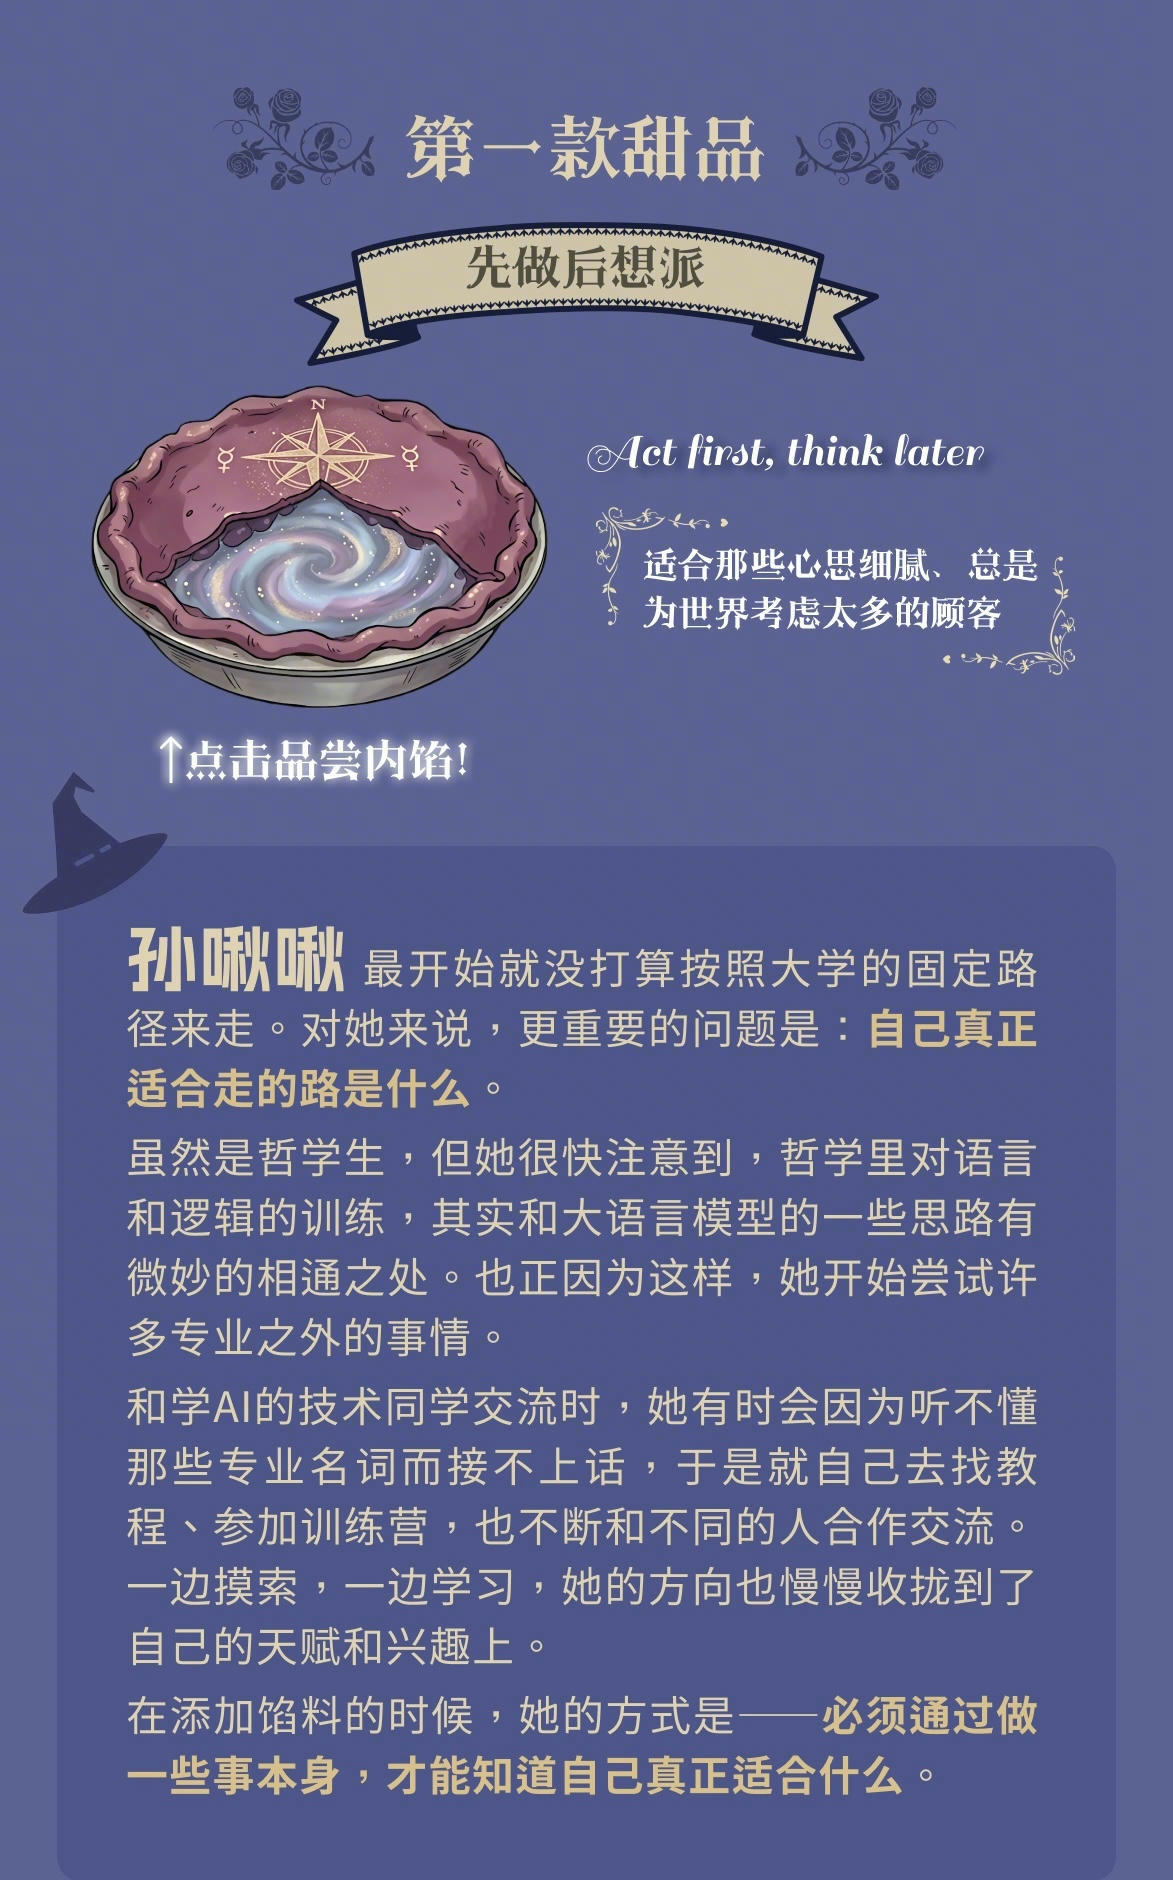 第一款甜品
先做后想派
N
Act first, think later
适合那些心思细腻、总是
为世界考虑太多的顾客
↑点击品尝内馅!
孙啾啾 最开始就没打算按照大学的固定路
径来走。对她来说，更重要的问题是：自己真正
适合走的路是什么。
虽然是哲学生，但她很快注意到，哲学里对语言
和逻辑的训练，其实和大语言模型的一些思路有
微妙的相通之处。也正因为这样，她开始尝试许
多专业之外的事情。
和学AI的技术同学交流时，她有时会因为听不懂
那些专业名词而接不上话，于是就自己去找教
程、参加训练营，也不断和不同的人合作交流。
一边摸索，一边学习，她的方向也慢慢收拢到了
自己的天赋和兴趣上。
在添加馅料的时候，她的方式是——必须通过做
一些事本身，才能知道自己真正适合什么。